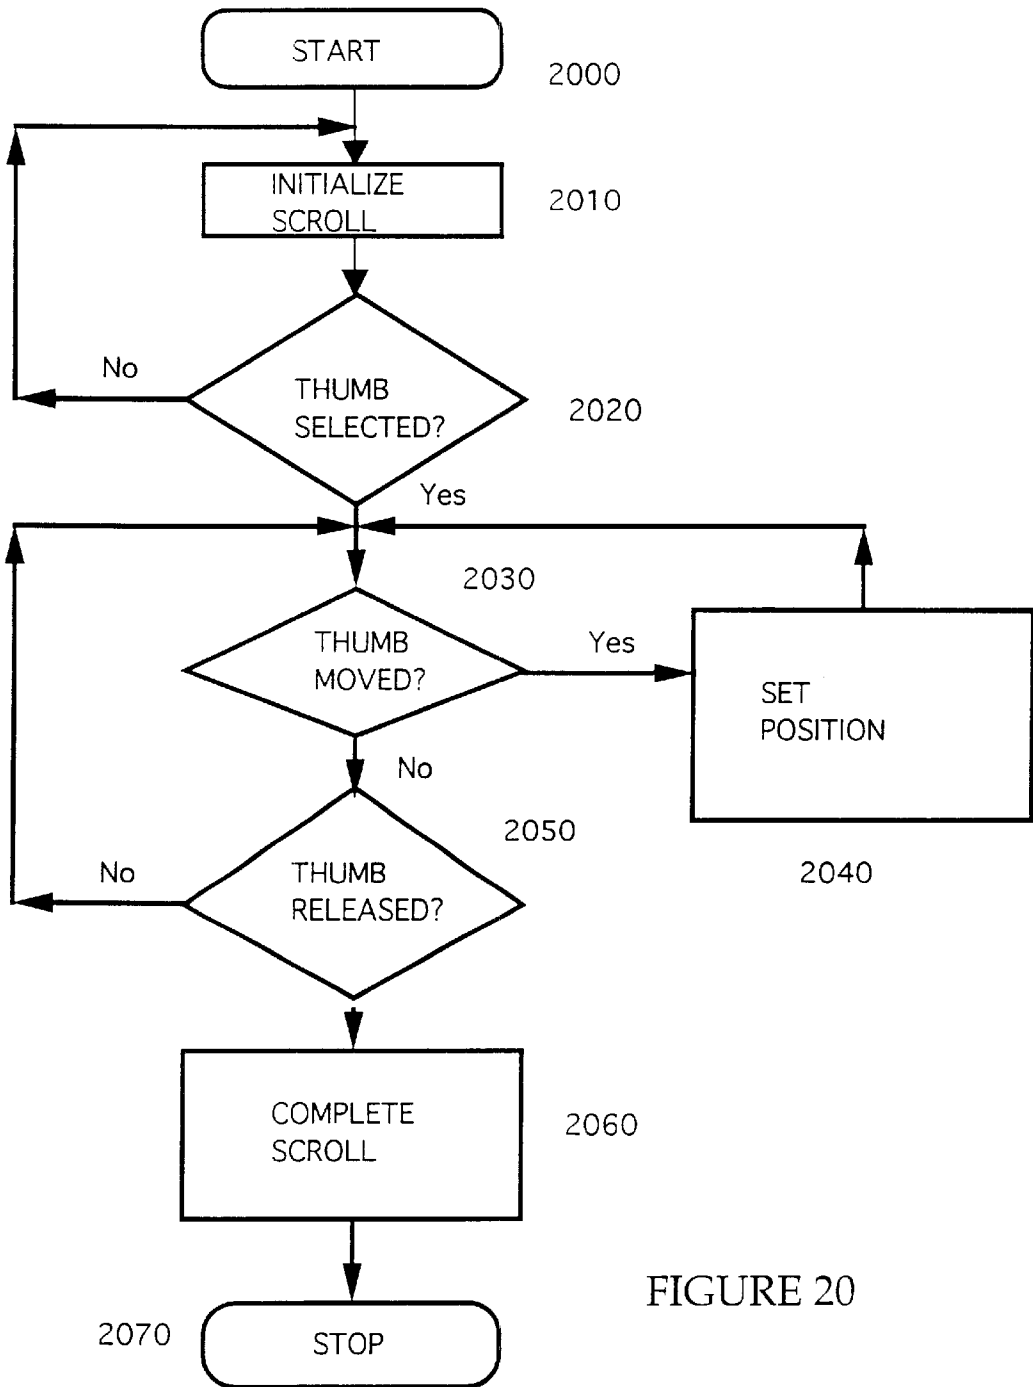 START
2000
INITIALIZE
SCROLL
2010
No
THUMB
SELECTED?
2020
Yes
2030
THUMB
MOVED?
Yes
SET
POSITION
No
2050
2040
No
THUMB
RELEASED?
COMPLETE
SCROLL
2060
FIGURE 20
2070
STOP